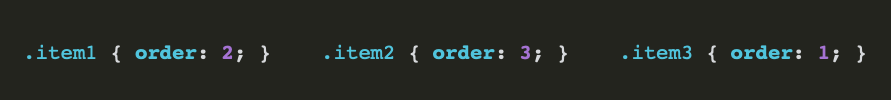 .item1 { order: 2; } .item2 { order: 3; } .item3 { order: 1; }